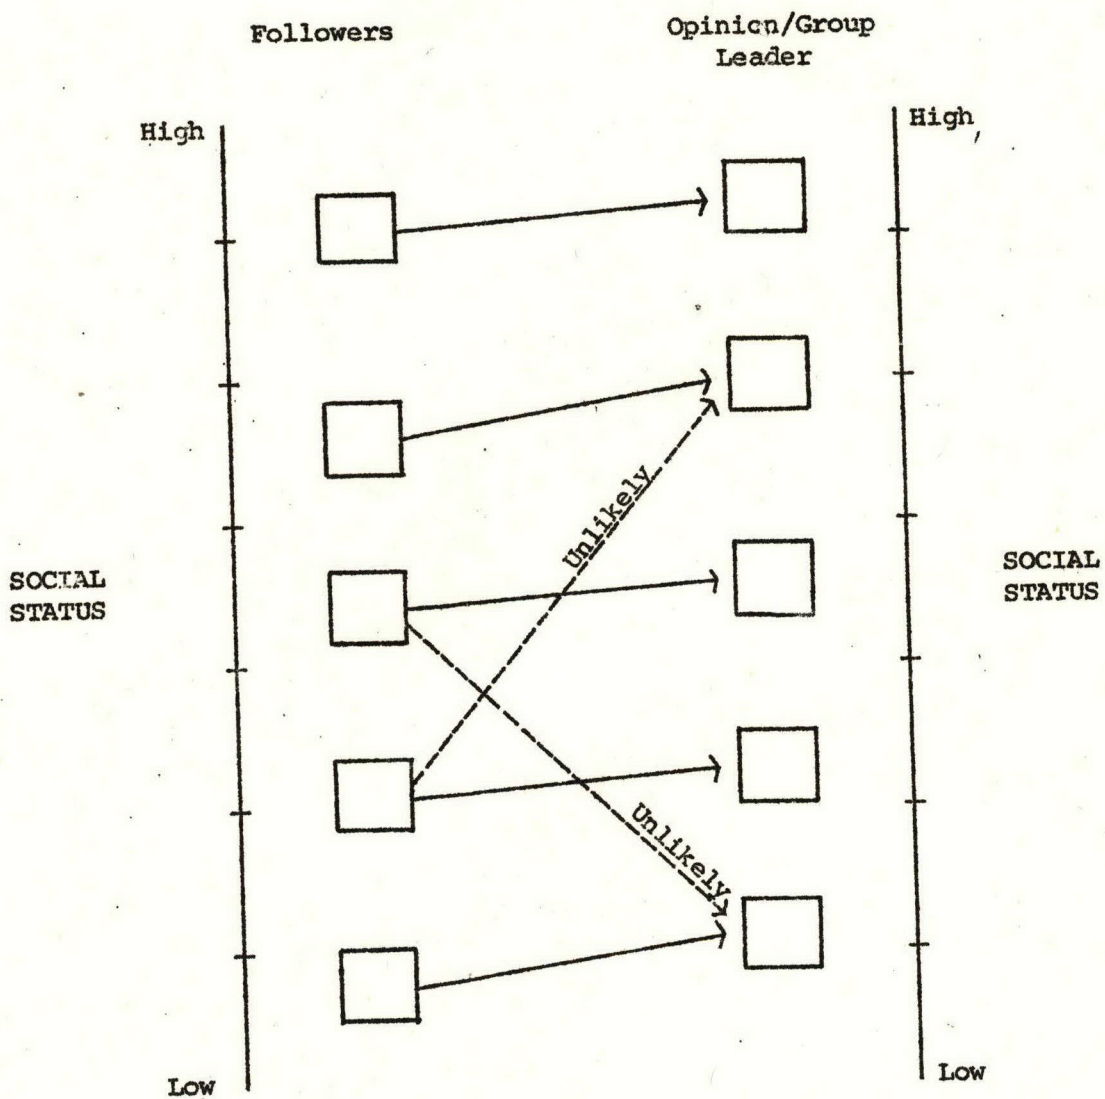 Followers
Opinion/Group
Leader
High
High
Unlikely
SOCIAL
STATUS
SOCIAL
STATUS
Unlikely
Low
Low